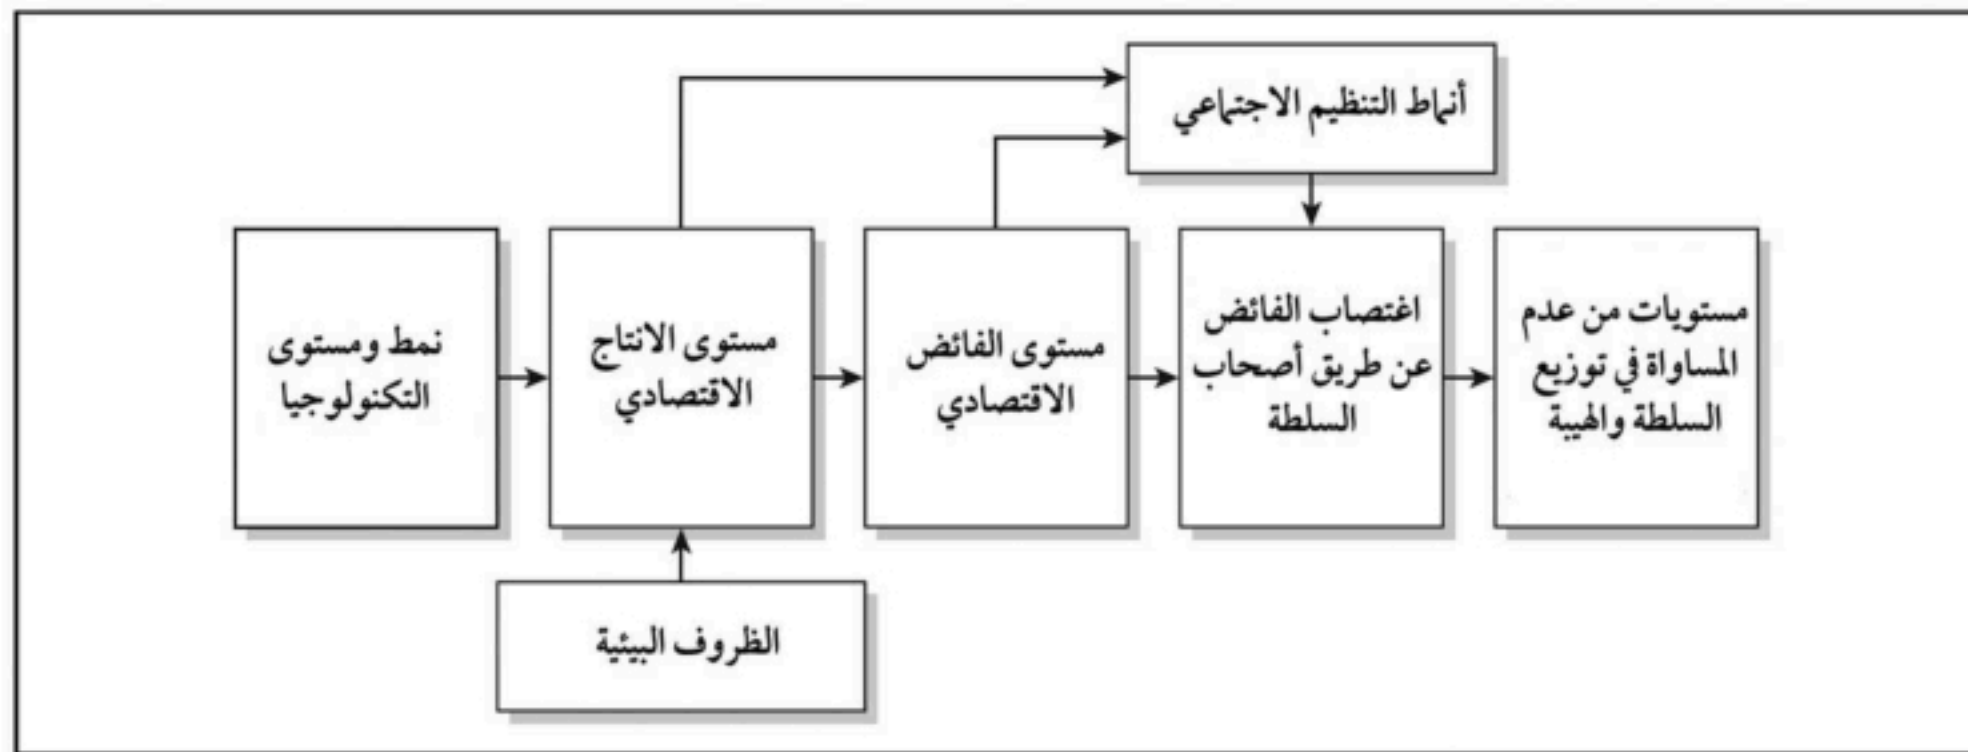 أنماط التنظيم الاجتماعي
نمط ومستوى
التكنولوجيا
مستوى الانتاج
الاقتصادي
مستوى الفائض
الاقتصادي
اغتصاب الفائض
عن طريق أصحاب
السلطة
مستويات من عدم
المساواة في توزيع
السلطة والهيبة
الظروف البيئية